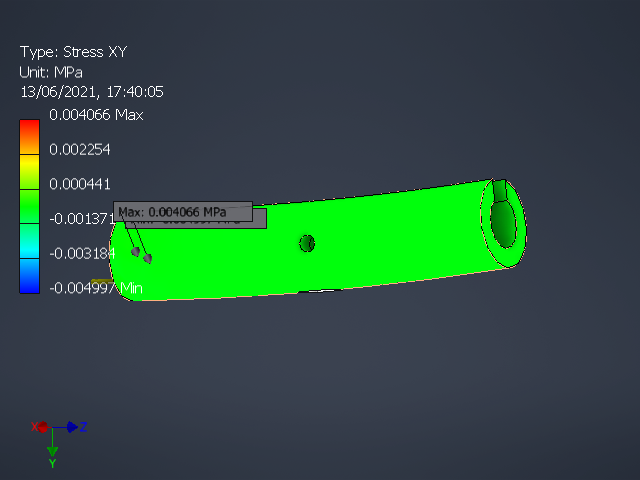 Type: Stress XY
Unit: MPa
13/06/2021, 17:40:05
0.004066 Max
0.002254
0.000441
Max: 0.004066 MPa
-0.001371
-0.003184
-0.004997 Min
X
Z
Y